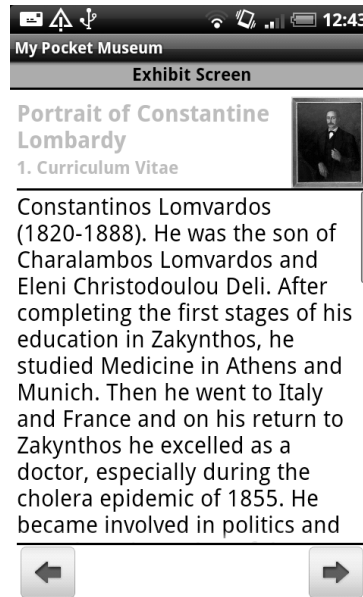 12:43
My Pocket Museum
Exhibit Screen
Portrait of Constantine
Lombardy
1. Curriculum Vitae
Constantinos Lomvardos
(1820-1888). He was the son of
Charalambos Lomvardos and
Eleni Christodoulou Deli. After
completing the first stages of his
education in Zakynthos, he
studied Medicine in Athens and
Munich. Then he went to Italy
and France and on his return to
Zakynthos he excelled as a
doctor, especially during the
cholera epidemic of 1855. He
became involved in politics and